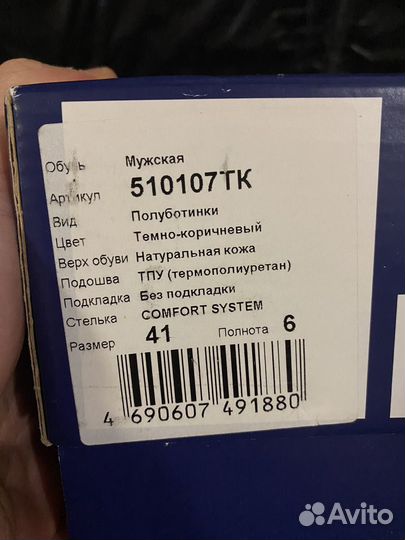 Обувь Мужская
Артикул 510107ТК
Вид Полуботинки
Цвет Темно-коричневый
Верх обуви Натуральная кожа
Подошва ТПУ (термополиуретан)
Подкладка Без подкладки
Стелька COMFORT SYSTEM
Размер 41 Полнота 6
4 690607 491880
Avito